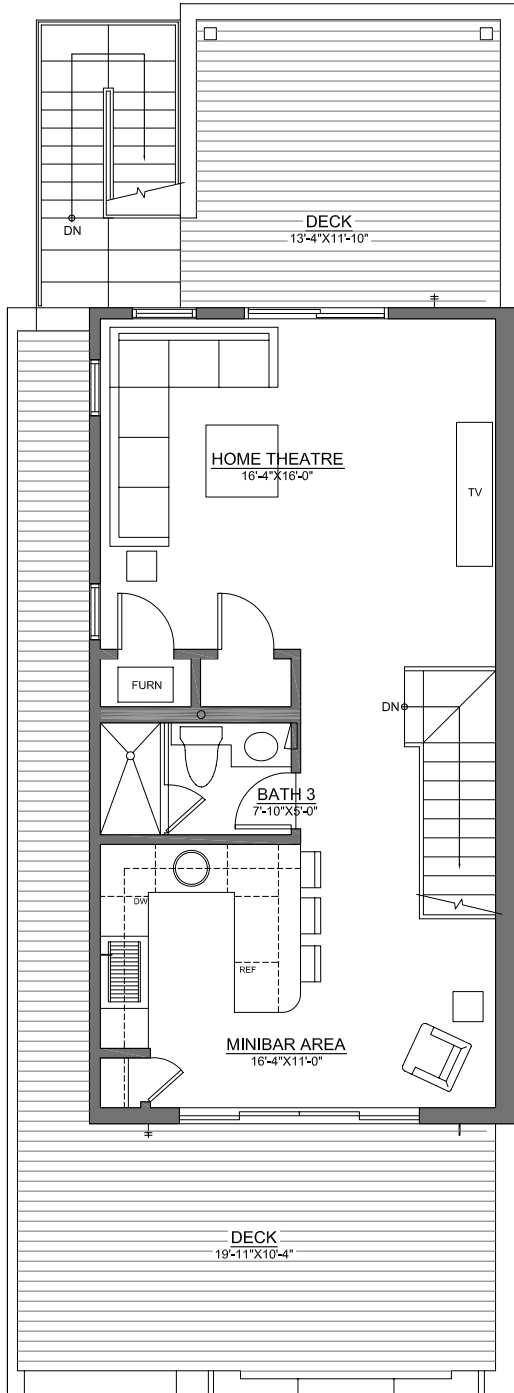 DECK
13'-4"X11'-10"
DN
HOME THEATRE
16'-4"X16'-0"
TV
FURN
DN
BATH 3
7'-10"X5'-0"
DW
REF
MINIBAR AREA
16'-4"X11'-0"
DECK
19'-11"X10'-4"